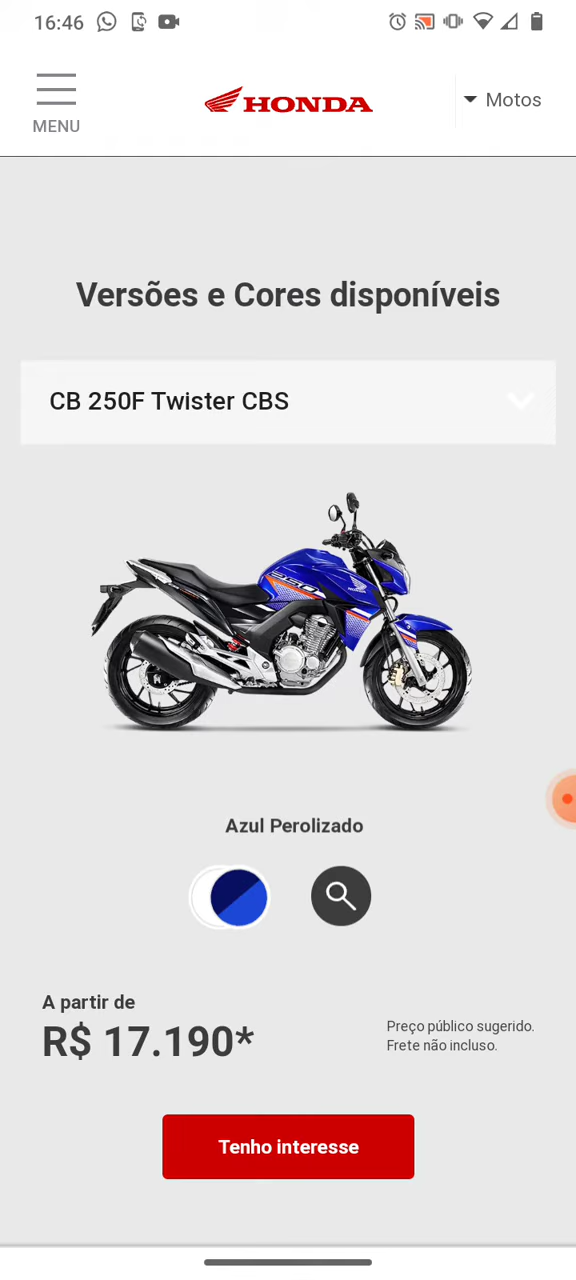 16:46
MENU
HONDA
Motos
Versões e Cores disponíveis
CB 250F Twister CBS
250
Azul Perolizado
A partir de
R$ 17.190*
Preço público sugerido.
Frete não incluso.
Tenho interesse